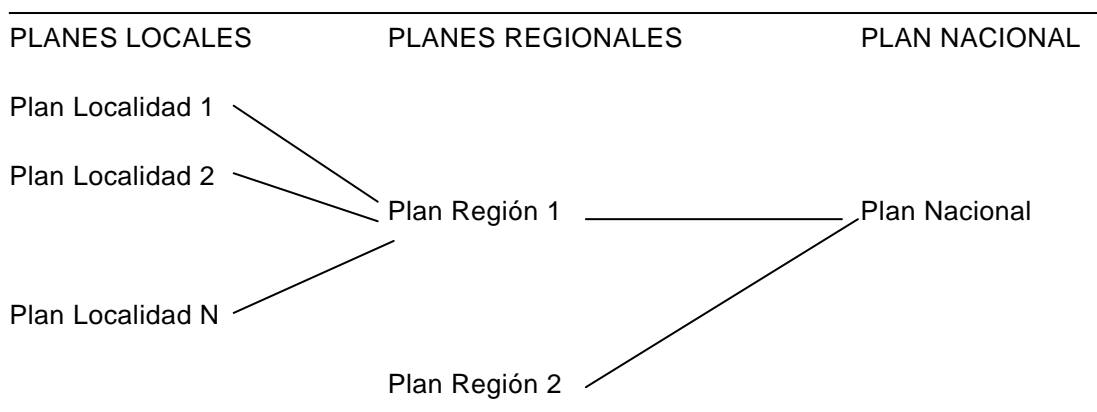 PLANES LOCALES PLANES REGIONALES PLAN NACIONAL
Plan Localidad 1
Plan Localidad 2
Plan Región 1 Plan Nacional
Plan Localidad N
Plan Región 2